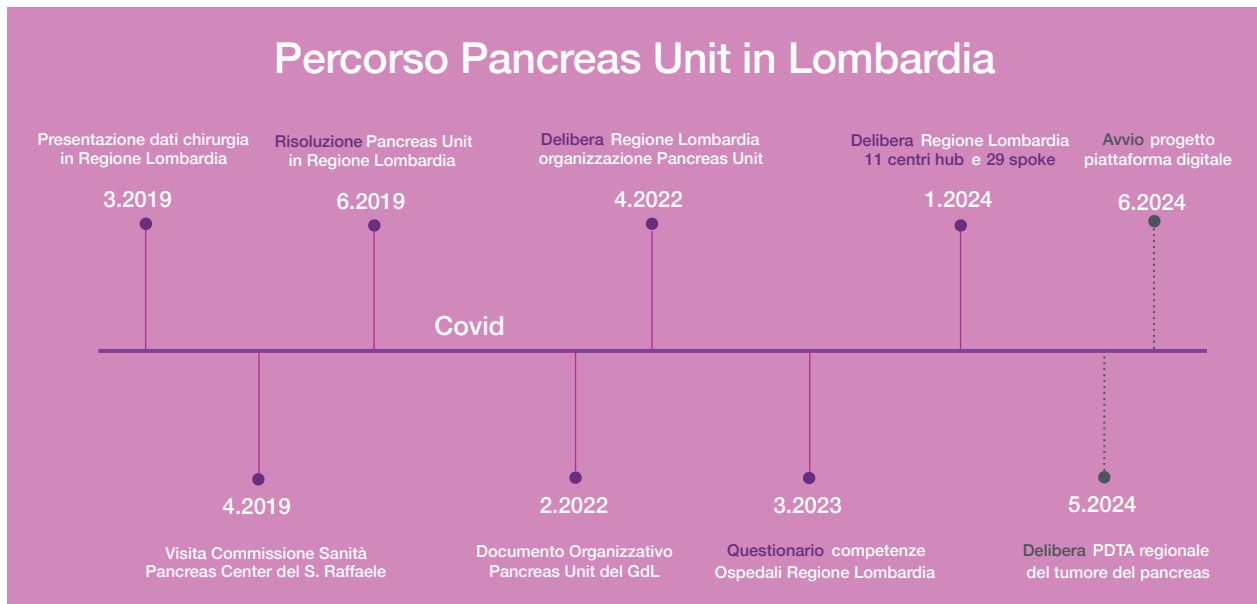 Percorso Pancreas Unit in Lombardia
Presentazione dati chirurgia
in Regione Lombardia
3.2019
Risoluzione Pancreas Unit
in Regione Lombardia
6.2019
Delibera Regione Lombardia
organizzazione Pancreas Unit
4.2022
Delibera Regione Lombardia
11 centri hub e 29 spoke
1.2024
Avvio progetto
piattaforma digitale
6.2024
Covid
4.2019
Visita Commissione Sanità
Pancreas Center del S. Raffaele
2.2022
Documento Organizzativo
Pancreas Unit del GdL
3.2023
Questionario competenze
Ospedali Regione Lombardia
5.2024
Delibera PDTA regionale
del tumore del pancreas